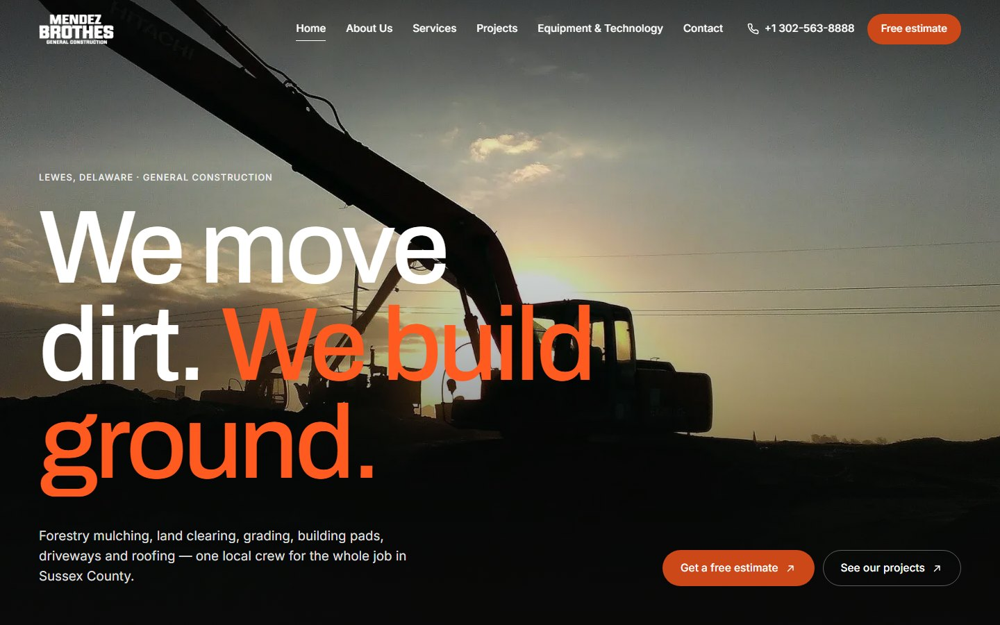 MENDEZ
BROTHES
GENERAL CONSTRUCTION
HITACHI
Home
About Us
Services
Projects
Equipment & Technology
Contact
+1 302-563-8888
Free estimate
LEWES, DELAWARE · GENERAL CONSTRUCTION
We move
dirt. We build
ground.
Forestry mulching, land clearing, grading, building pads,
driveways and roofing — one local crew for the whole job in
Sussex County.
Get a free estimate
See our projects